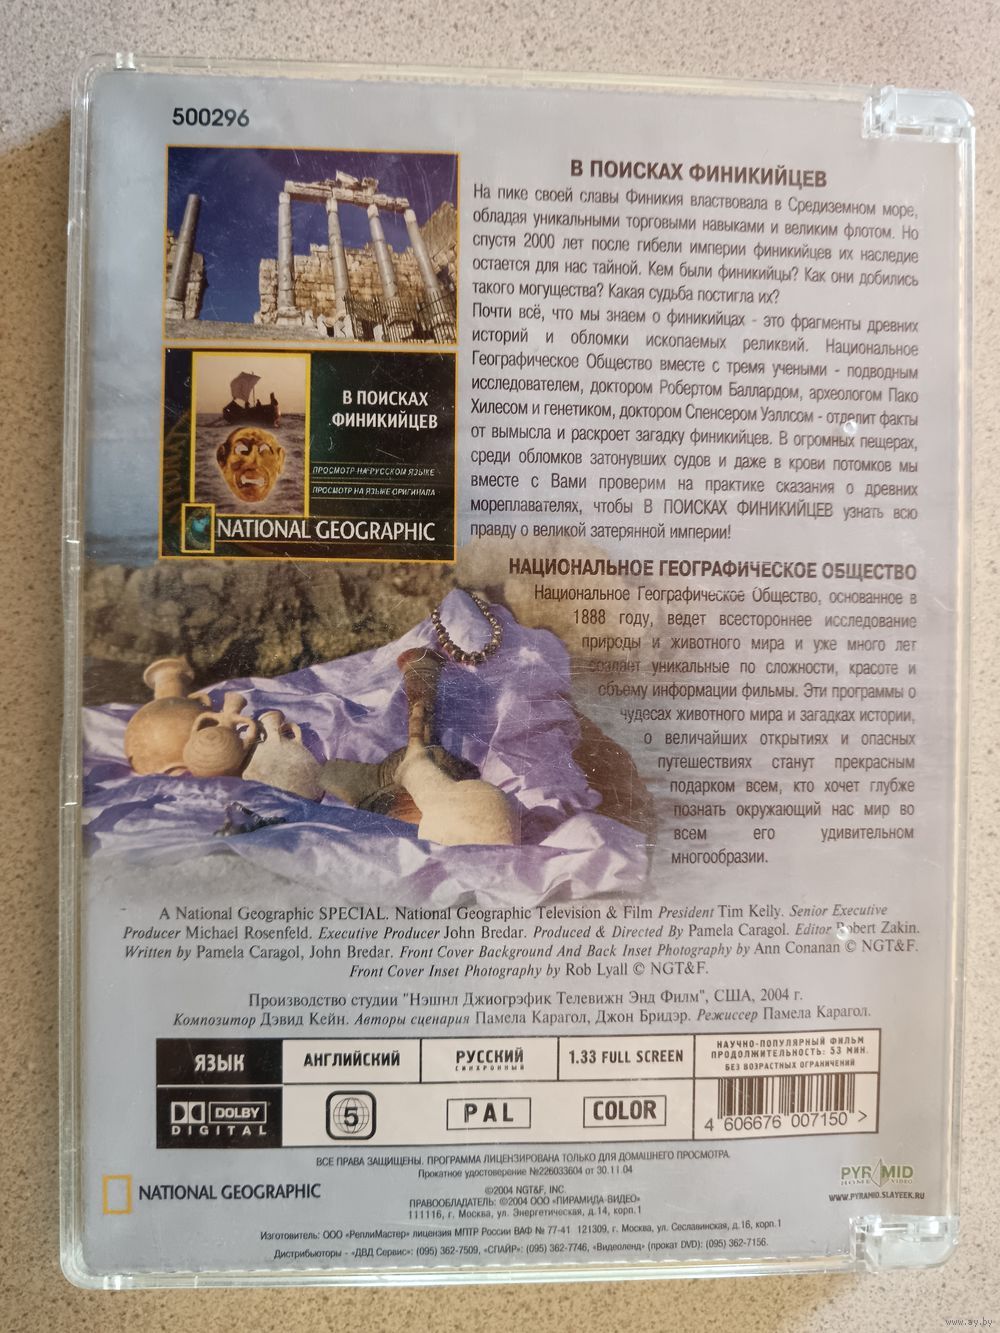 500296
В ПОИСКАХ ФИНИКИЙЦЕВ
На пике своей славы Финикия властвовала в Средиземном море,
обладая уникальными торговыми навыками и великим флотом. Но
спустя 2000 лет после гибели империи финикийцев их наследие
остается для нас тайной. Кем были финикийцы? Как они добились
такого могущества? Какая судьба постигла их?
Почти всё, что мы знаем о финикийцах - это фрагменты древних
историй и обломки ископаемых реликвий. Национальное
Географическое Общество вместе с тремя учеными - подводным
исследователем, доктором Робертом Баллардом, археологом Пако
Хилесом и генетиком, доктором Спенсером Уэллсом - отделит факты
от вымысла и раскроет загадку финикийцев. В огромных пещерах,
среди обломков затонувших судов и даже в крови потомков мы
вместе с Вами проверим на практике сказания о древних
мореплавателях, чтобы В ПОИСКАХ ФИНИКИЙЦЕВ узнать всю
правду о великой затерянной империи!
В ПОИСКАХ
ФИНИКИЙЦЕВ
ПРОСМОТР НА РУССКОМ ЯЗЫКЕ
ПРОСМОТР НА ЯЗЫКЕ ОРИГИНАЛА
NATIONAL GEOGRAPHIC
НАЦИОНАЛЬНОЕ ГЕОГРАФИЧЕСКОЕ ОБЩЕСТВО
Национальное Географическое Общество, основанное в
1888 году, ведет всестороннее исследование
природы и животного мира и уже много лет
создает уникальные по сложности, красоте и
объему информации фильмы. Эти программы о
чудесах животного мира и загадках истории,
о величайших открытиях и опасных
путешествиях станут прекрасным
подарком всем, кто хочет глубже
познать окружающий нас мир во
всем его удивительном
многообразии.
A National Geographic SPECIAL. National Geographic Television & Film President Tim Kelly. Senior Executive
Producer Michael Rosenfeld. Executive Producer John Bredar. Produced & Directed By Pamela Caragol. Editor Robert Zakin.
Written by Pamela Caragol, John Bredar. Front Cover Background And Back Inset Photography by Ann Conanan © NGT&F.
Front Cover Inset Photography by Rob Lyall © NGT&F.
Производство студии "Нэшнл Джиогрэфик Телевижн Энд Филм", США, 2004 г.
Композитор Дэвид Кейн. Авторы сценария Памела Карагол, Джон Бридэр. Режиссер Памела Карагол.
ЯЗЫК
АНГЛИЙСКИЙ
РУССКИЙ
СИНХРОННЫЙ
1.33 FULL SCREEN
НАУЧНО-ПОПУЛЯРНЫЙ ФИЛЬМ
ПРОДОЛЖИТЕЛЬНОСТЬ: 53 МИН.
БЕЗ ВОЗРАСТНЫХ ОГРАНИЧЕНИЙ
DOLBY
DIGITAL
5
PAL
COLOR
4 606676 007150 >
ВСЕ ПРАВА ЗАЩИЩЕНЫ. ПРОГРАММА ЛИЦЕНЗИРОВАНА ТОЛЬКО ДЛЯ ДОМАШНЕГО ПРОСМОТРА.
Прокатное удостоверение №226033604 от 30.11.04
©2004 NGT&F, INC.
ПРАВООБЛАДАТЕЛЬ: ©2004 ООО «ПИРАМИДА-ВИДЕО»
111116, г. Москва, ул. Энергетическая, д.14, корп.1
NATIONAL GEOGRAPHIC
PYRAMID
HOME VIDEO
WWW.PYRAMID.SLAYEEK.RU
Изготовитель: ООО «РеплиМастер» лицензия МПТР России ВАФ № 77-41 121309, г. Москва, ул. Сеславинская, д.16, корп.1
Дистрибьюторы - «ДВД Сервис»: (095) 362-7509, «СПАЙР»: (095) 362-7746, «Видеоленд» (прокат DVD): (095) 362-7156.
www.ay.by